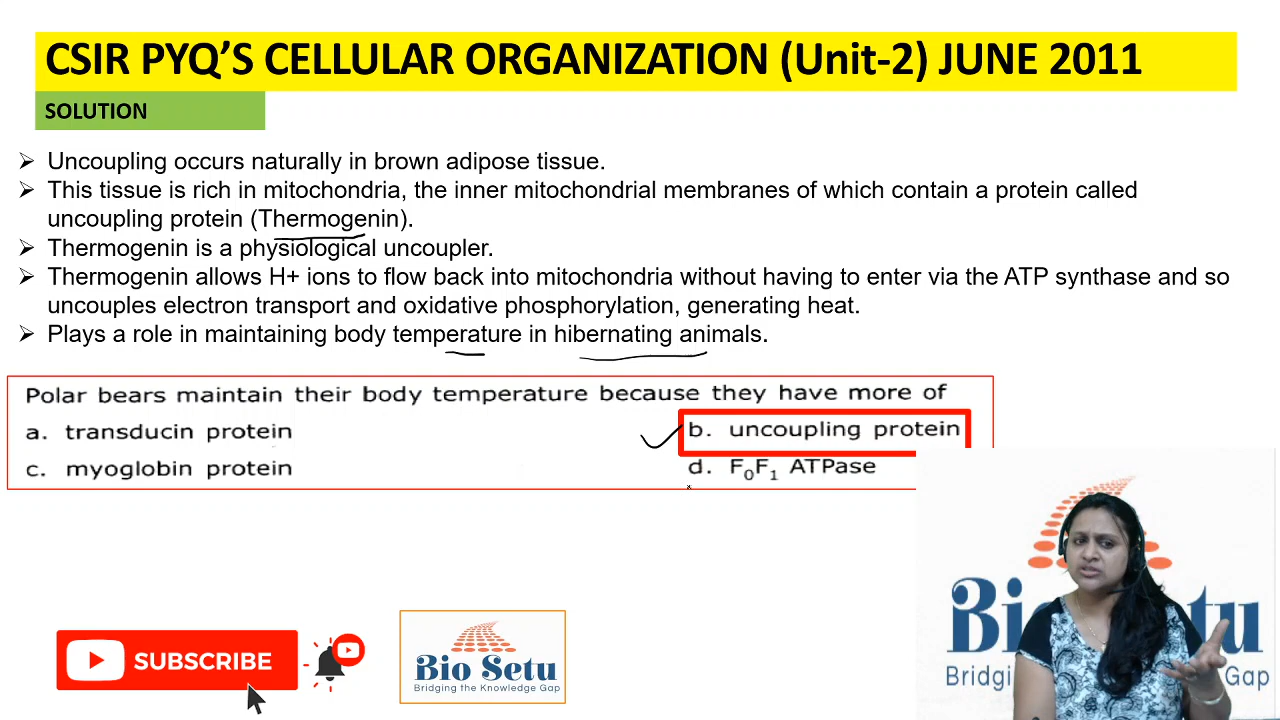 CSIR PYQ'S CELLULAR ORGANIZATION (Unit-2) JUNE 2011
SOLUTION
➢ Uncoupling occurs naturally in brown adipose tissue.
➢ This tissue is rich in mitochondria, the inner mitochondrial membranes of which contain a protein called
uncoupling protein (Thermogenin).
➢ Thermogenin is a physiological uncoupler.
➢ Thermogenin allows H+ ions to flow back into mitochondria without having to enter via the ATP synthase and so
uncouples electron transport and oxidative phosphorylation, generating heat.
➢ Plays a role in maintaining body temperature in hibernating animals.
Polar bears maintain their body temperature because they have more of
a. transducin protein
b. uncoupling protein
c. myoglobin protein
d. F₀F₁ ATPase
SUBSCRIBE
Bio Setu
Bridging the Knowledge Gap
Bio Setu
Bridging Gap